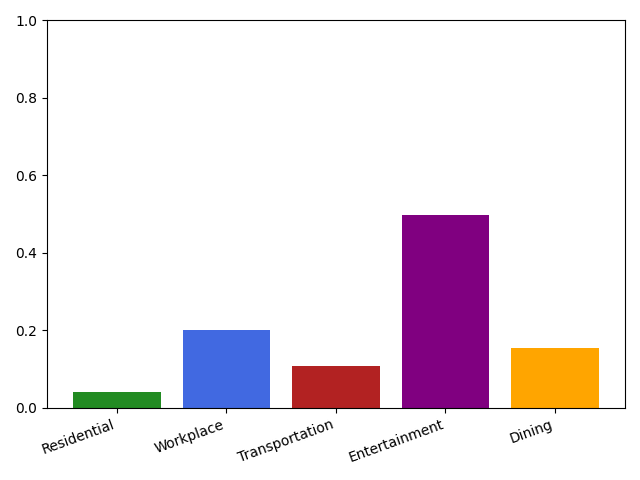 1.0
0.8
0.6
0.4
0.2
0.0
Residential
Workplace
Transportation
Entertainment
Dining